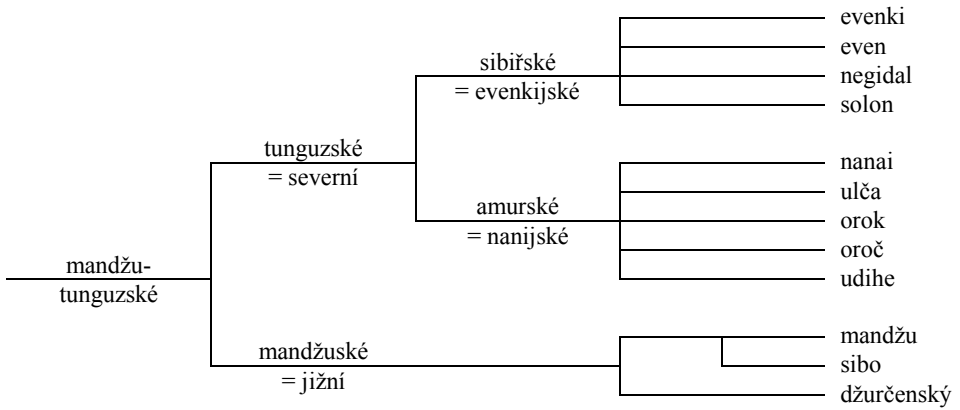 evenki
even
sibiřské
= evenkijské
negidal
solon
tunguzské
= severní
nanai
ulča
amurské
= nanijské
orok
oroč
udihe
mandžu-
tunguzské
mandžuské
= jižní
mandžu
sibo
džurčenský